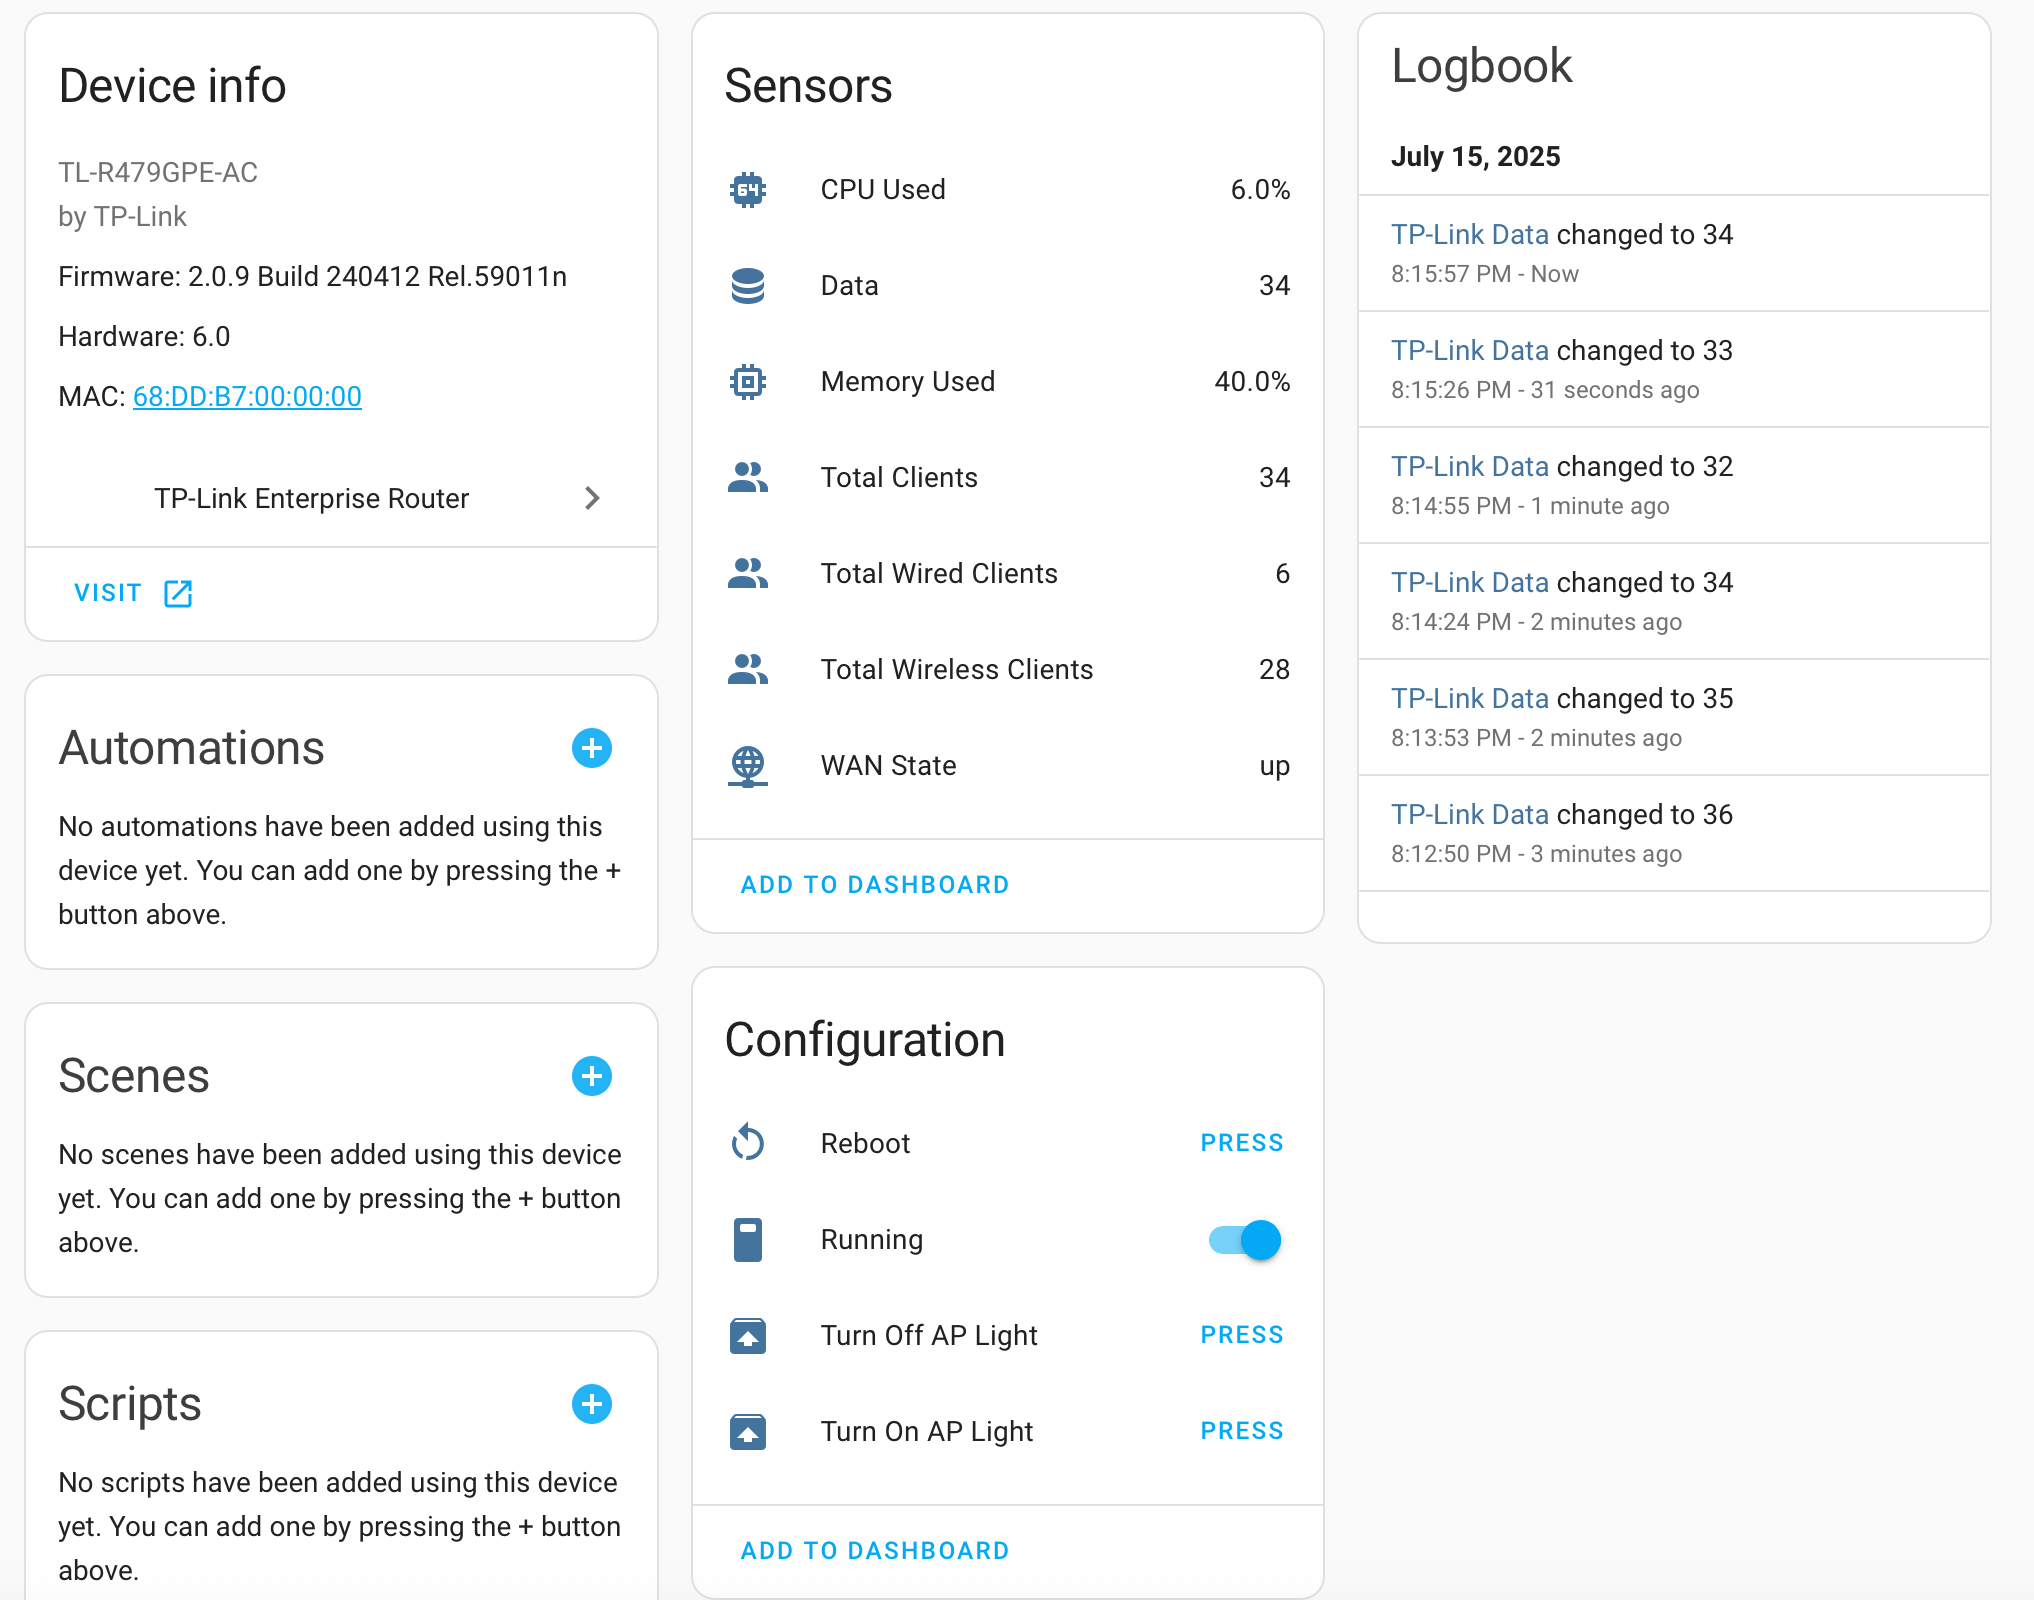 Device info
TL-R479GPE-AC
by TP-Link
Firmware: 2.0.9 Build 240412 Rel.59011n
Hardware: 6.0
MAC: 68:DD:B7:00:00:00
TP-Link Enterprise Router
VISIT
Automations
No automations have been added using this
device yet. You can add one by pressing the +
button above.
Scenes
No scenes have been added using this device
yet. You can add one by pressing the + button
above.
Scripts
No scripts have been added using this device
yet. You can add one by pressing the + button
above.
Sensors
64
CPU Used 6.0%
Data 34
Memory Used 40.0%
Total Clients 34
Total Wired Clients 6
Total Wireless Clients 28
WAN State up
ADD TO DASHBOARD
Configuration
Reboot PRESS
Running
Turn Off AP Light PRESS
Turn On AP Light PRESS
ADD TO DASHBOARD
Logbook
July 15, 2025
TP-Link Data changed to 34
8:15:57 PM - Now
TP-Link Data changed to 33
8:15:26 PM - 31 seconds ago
TP-Link Data changed to 32
8:14:55 PM - 1 minute ago
TP-Link Data changed to 34
8:14:24 PM - 2 minutes ago
TP-Link Data changed to 35
8:13:53 PM - 2 minutes ago
TP-Link Data changed to 36
8:12:50 PM - 3 minutes ago